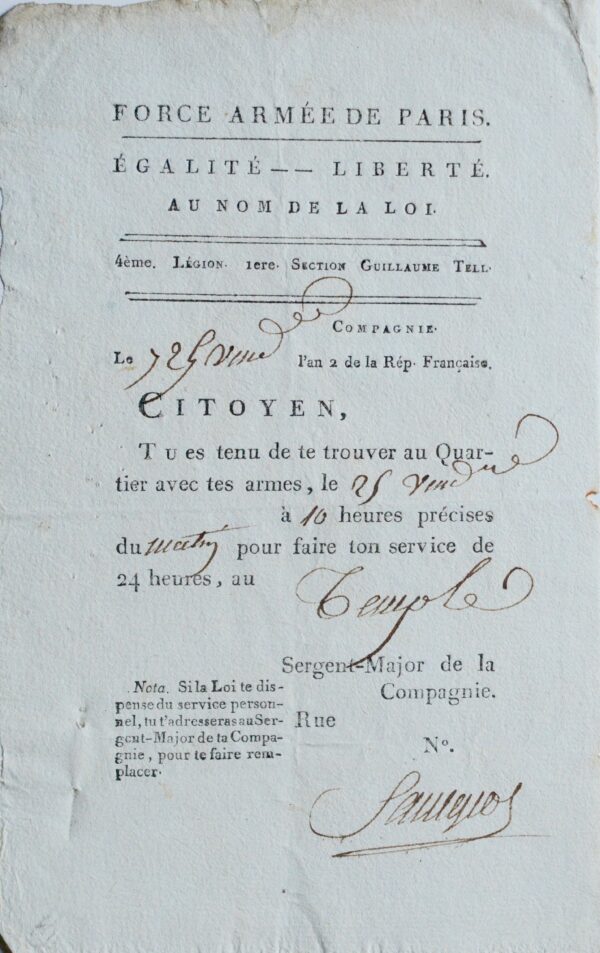 FORCE ARMÉE DE PARIS.
ÉGALITÉ —— LIBERTÉ.
AU NOM DE LA LOI.
4ème. LÉGION. 1ere. SECTION GUILLAUME TELL.
COMPAGNIE.
Le 25 vend l'an 2 de la Rép. Française.
CITOYEN,
Tu es tenu de te trouver au Quar-
tier avec tes armes, le 25 vend
à 10 heures précises
du matin pour faire ton service de
24 heures, au
Temple
Sergent-Major de la
Compagnie.
Rue
N°.
Nota. Si la Loi te dis-
pense du service person-
nel, tu t'adresseras au Ser-
gent-Major de ta Compa-
gnie, pour te faire rem-
placer.